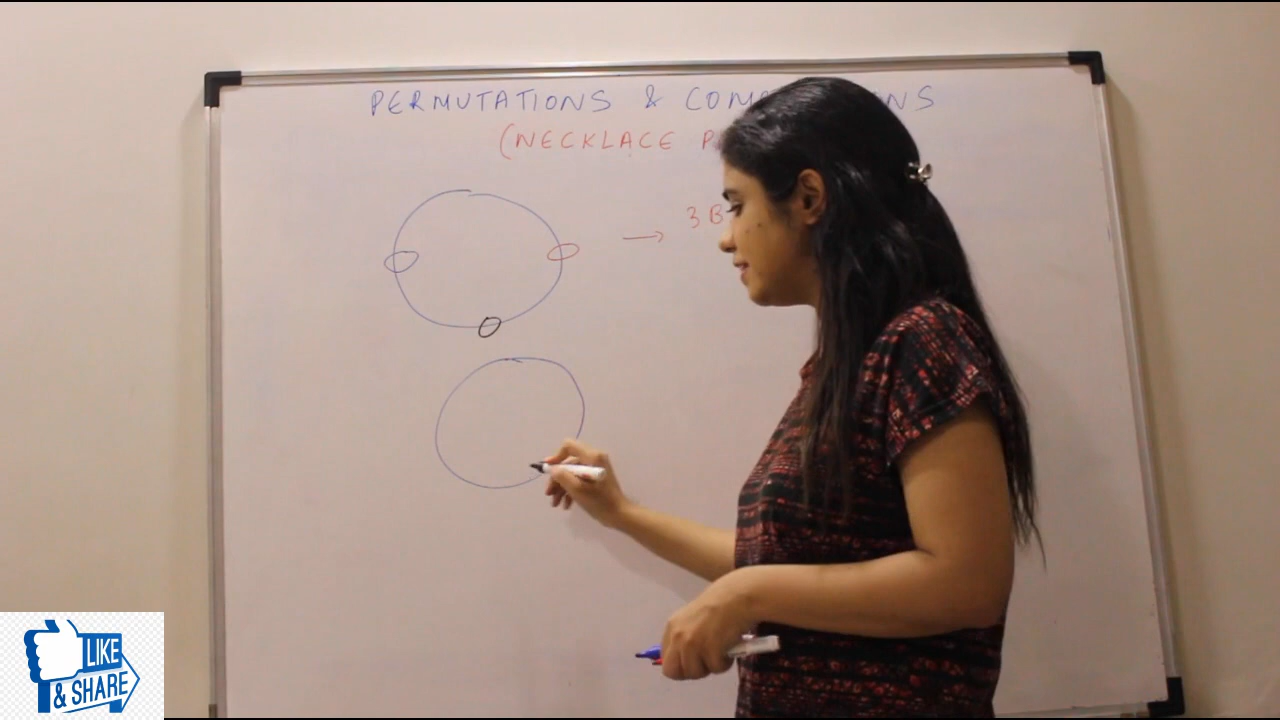 PERMUTATIONS & COM NS
(NECKLACE P
3 B
LIKE
& SHARE